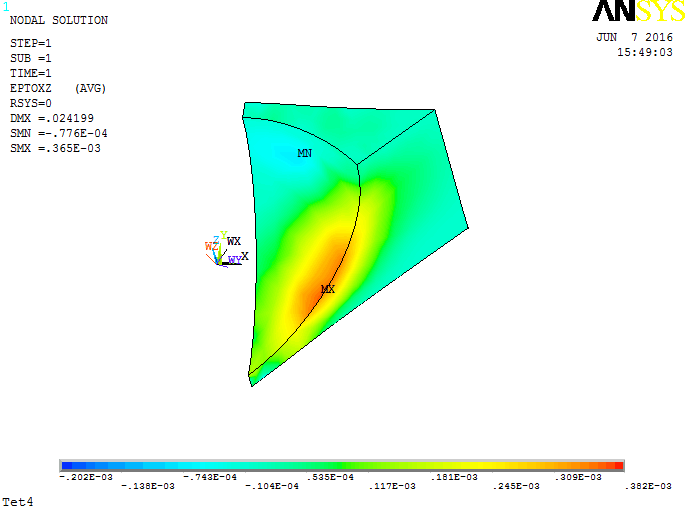 1
NODAL SOLUTION
ANSYS
JUN 7 2016
15:49:03
STEP=1
SUB =1
TIME=1
EPTOXZ (AVG)
RSYS=0
DMX =.024199
SMN =-.776E-04
SMX =.365E-03
MN
Y
Z
WX
WZ
X
WY
MX
-.202E-03
-.138E-03
-.743E-04
-.104E-04
.535E-04
.117E-03
.181E-03
.245E-03
.309E-03
.382E-03
Tet4